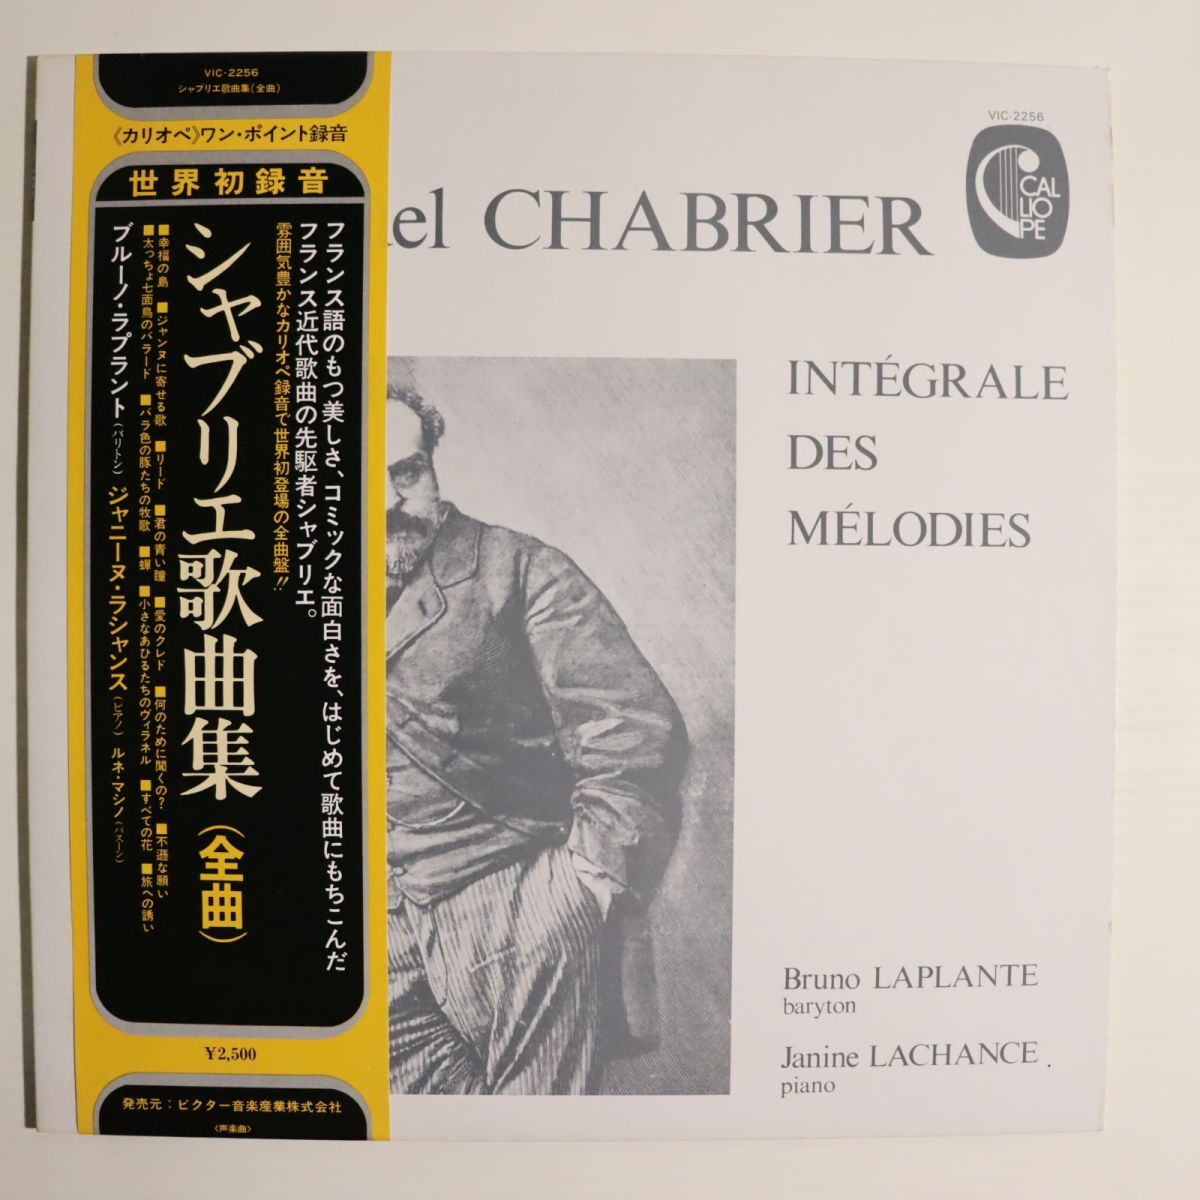 VIC-2256
シャブリエ歌曲集(全曲)
《カリオペ》ワン・ポイント録音
世界初録音
フランス語のもつ美しさ、コミックな面白さを、はじめて歌曲にもちこんだ
フランス近代歌曲の先駆者シャブリエ。
雰囲気豊かなカリオペ録音で世界初登場の全曲盤!!
シャブリエ歌曲集(全曲)
■幸福の島 ■ジャンヌに寄せる歌 ■リード ■君の青い瞳 ■愛のクレド ■何のために聞くの? ■不遜な願い
■太っちょ七面鳥のバラード ■バラ色の豚たちの牧歌 ■蟬 ■小さなあひるたちのヴィラネル ■すべての花 ■旅への誘い
ブルーノ・ラプラント(バリトン) ジャニーヌ・ラシャンス(ピアノ) ルネ・マシノ(バスーン)
¥2,500
発売元:ビクター音楽産業株式会社
〈声楽曲〉
VIC-2256
CAL
LIO
PE
el CHABRIER
INTÉGRALE
DES
MÉLODIES
Bruno LAPLANTE
baryton
Janine LACHANCE
piano